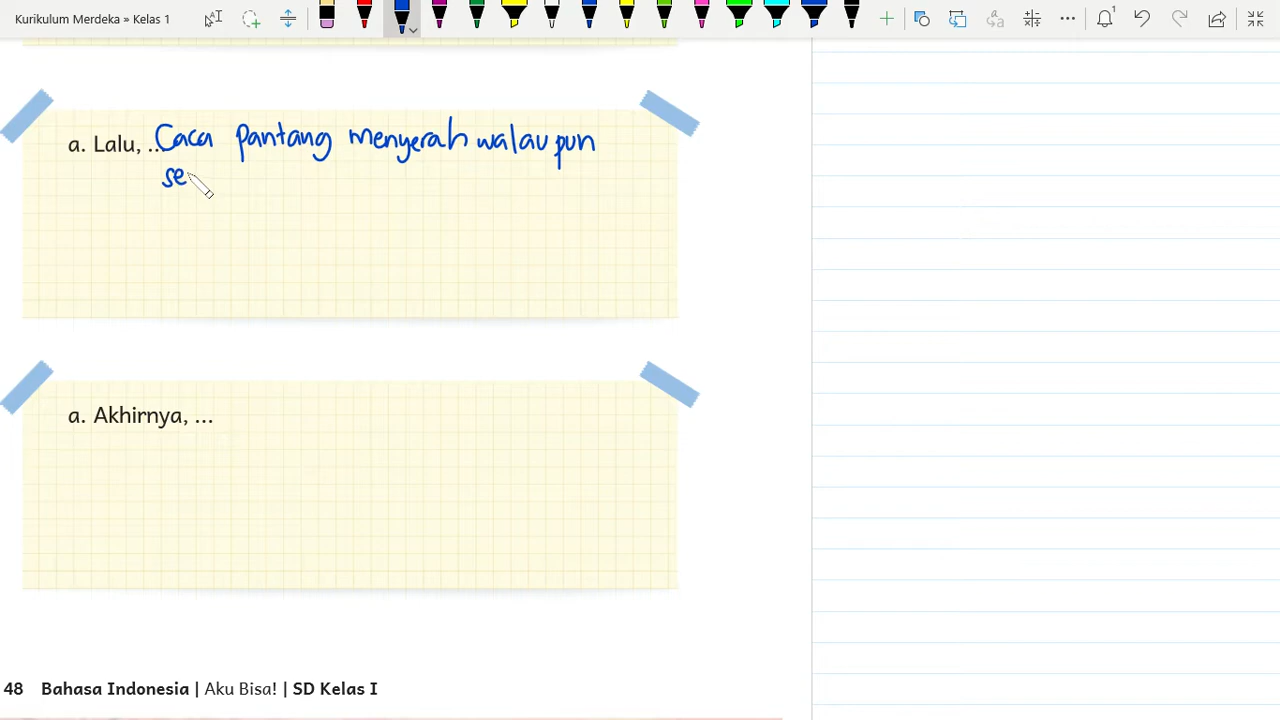 Kurikulum Merdeka » Kelas 1
a. Lalu, ... Caca pantang menyerah walaupun
se
a. Akhirnya, ...
48 Bahasa Indonesia | Aku Bisa! | SD Kelas I